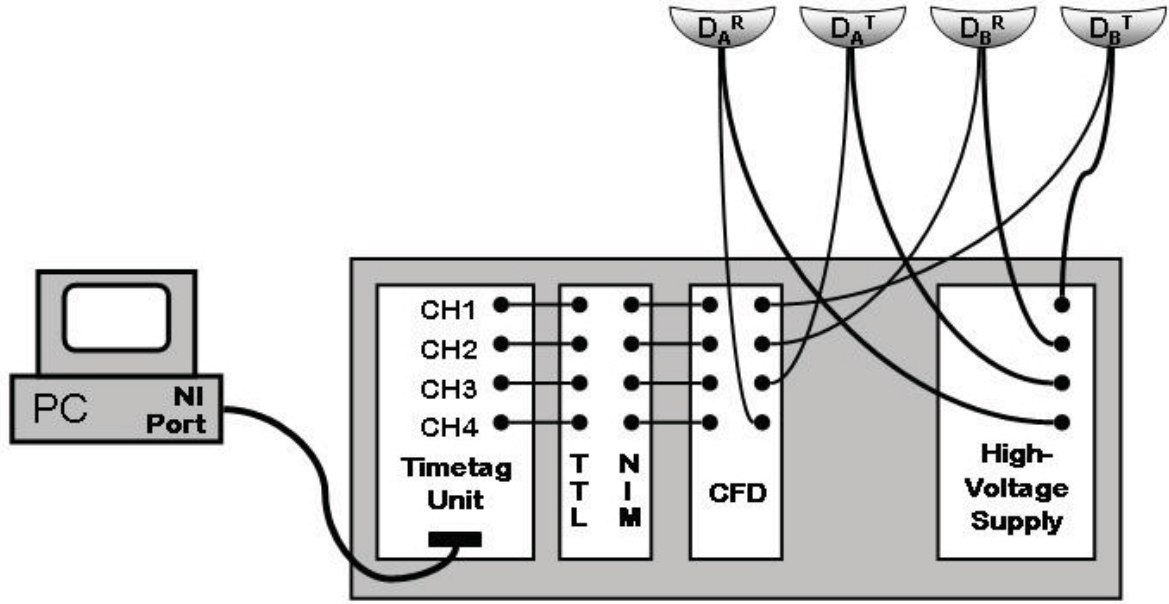 D_A^R D_A^T D_B^R D_B^T
CH1
CH2
CH3
CH4
Timetag
Unit
TTL
NIM
CFD
High-
Voltage
Supply
PC
NI
Port